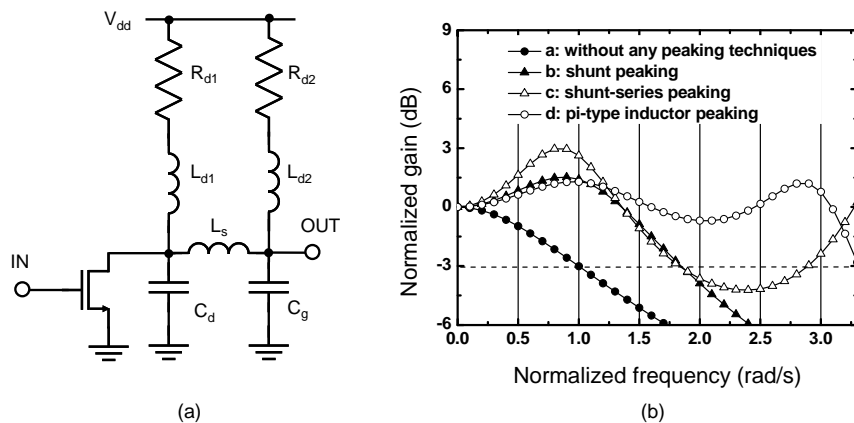 V_dd
R_d1
R_d2
L_d1
L_d2
L_s
OUT
IN
C_d
C_g
(a)
Normalized gain (dB)
9
6
3
0
-3
-6
a: without any peaking techniques
b: shunt peaking
c: shunt-series peaking
d: pi-type inductor peaking
0.0 0.5 1.0 1.5 2.0 2.5 3.0
Normalized frequency (rad/s)
(b)